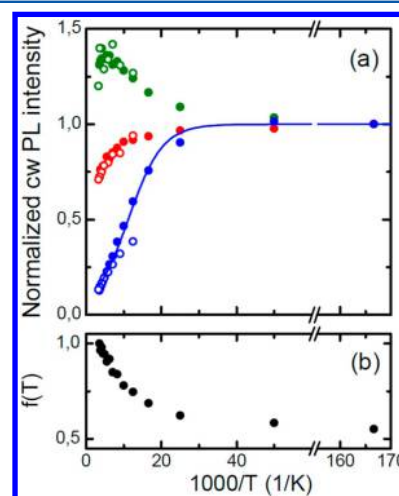 1,5
(a)
1,0
0,5
0,0
Normalized cw PL intensity
1,0
(b)
0,5
f(T)
0 20 40 160 170
1000/T (1/K)